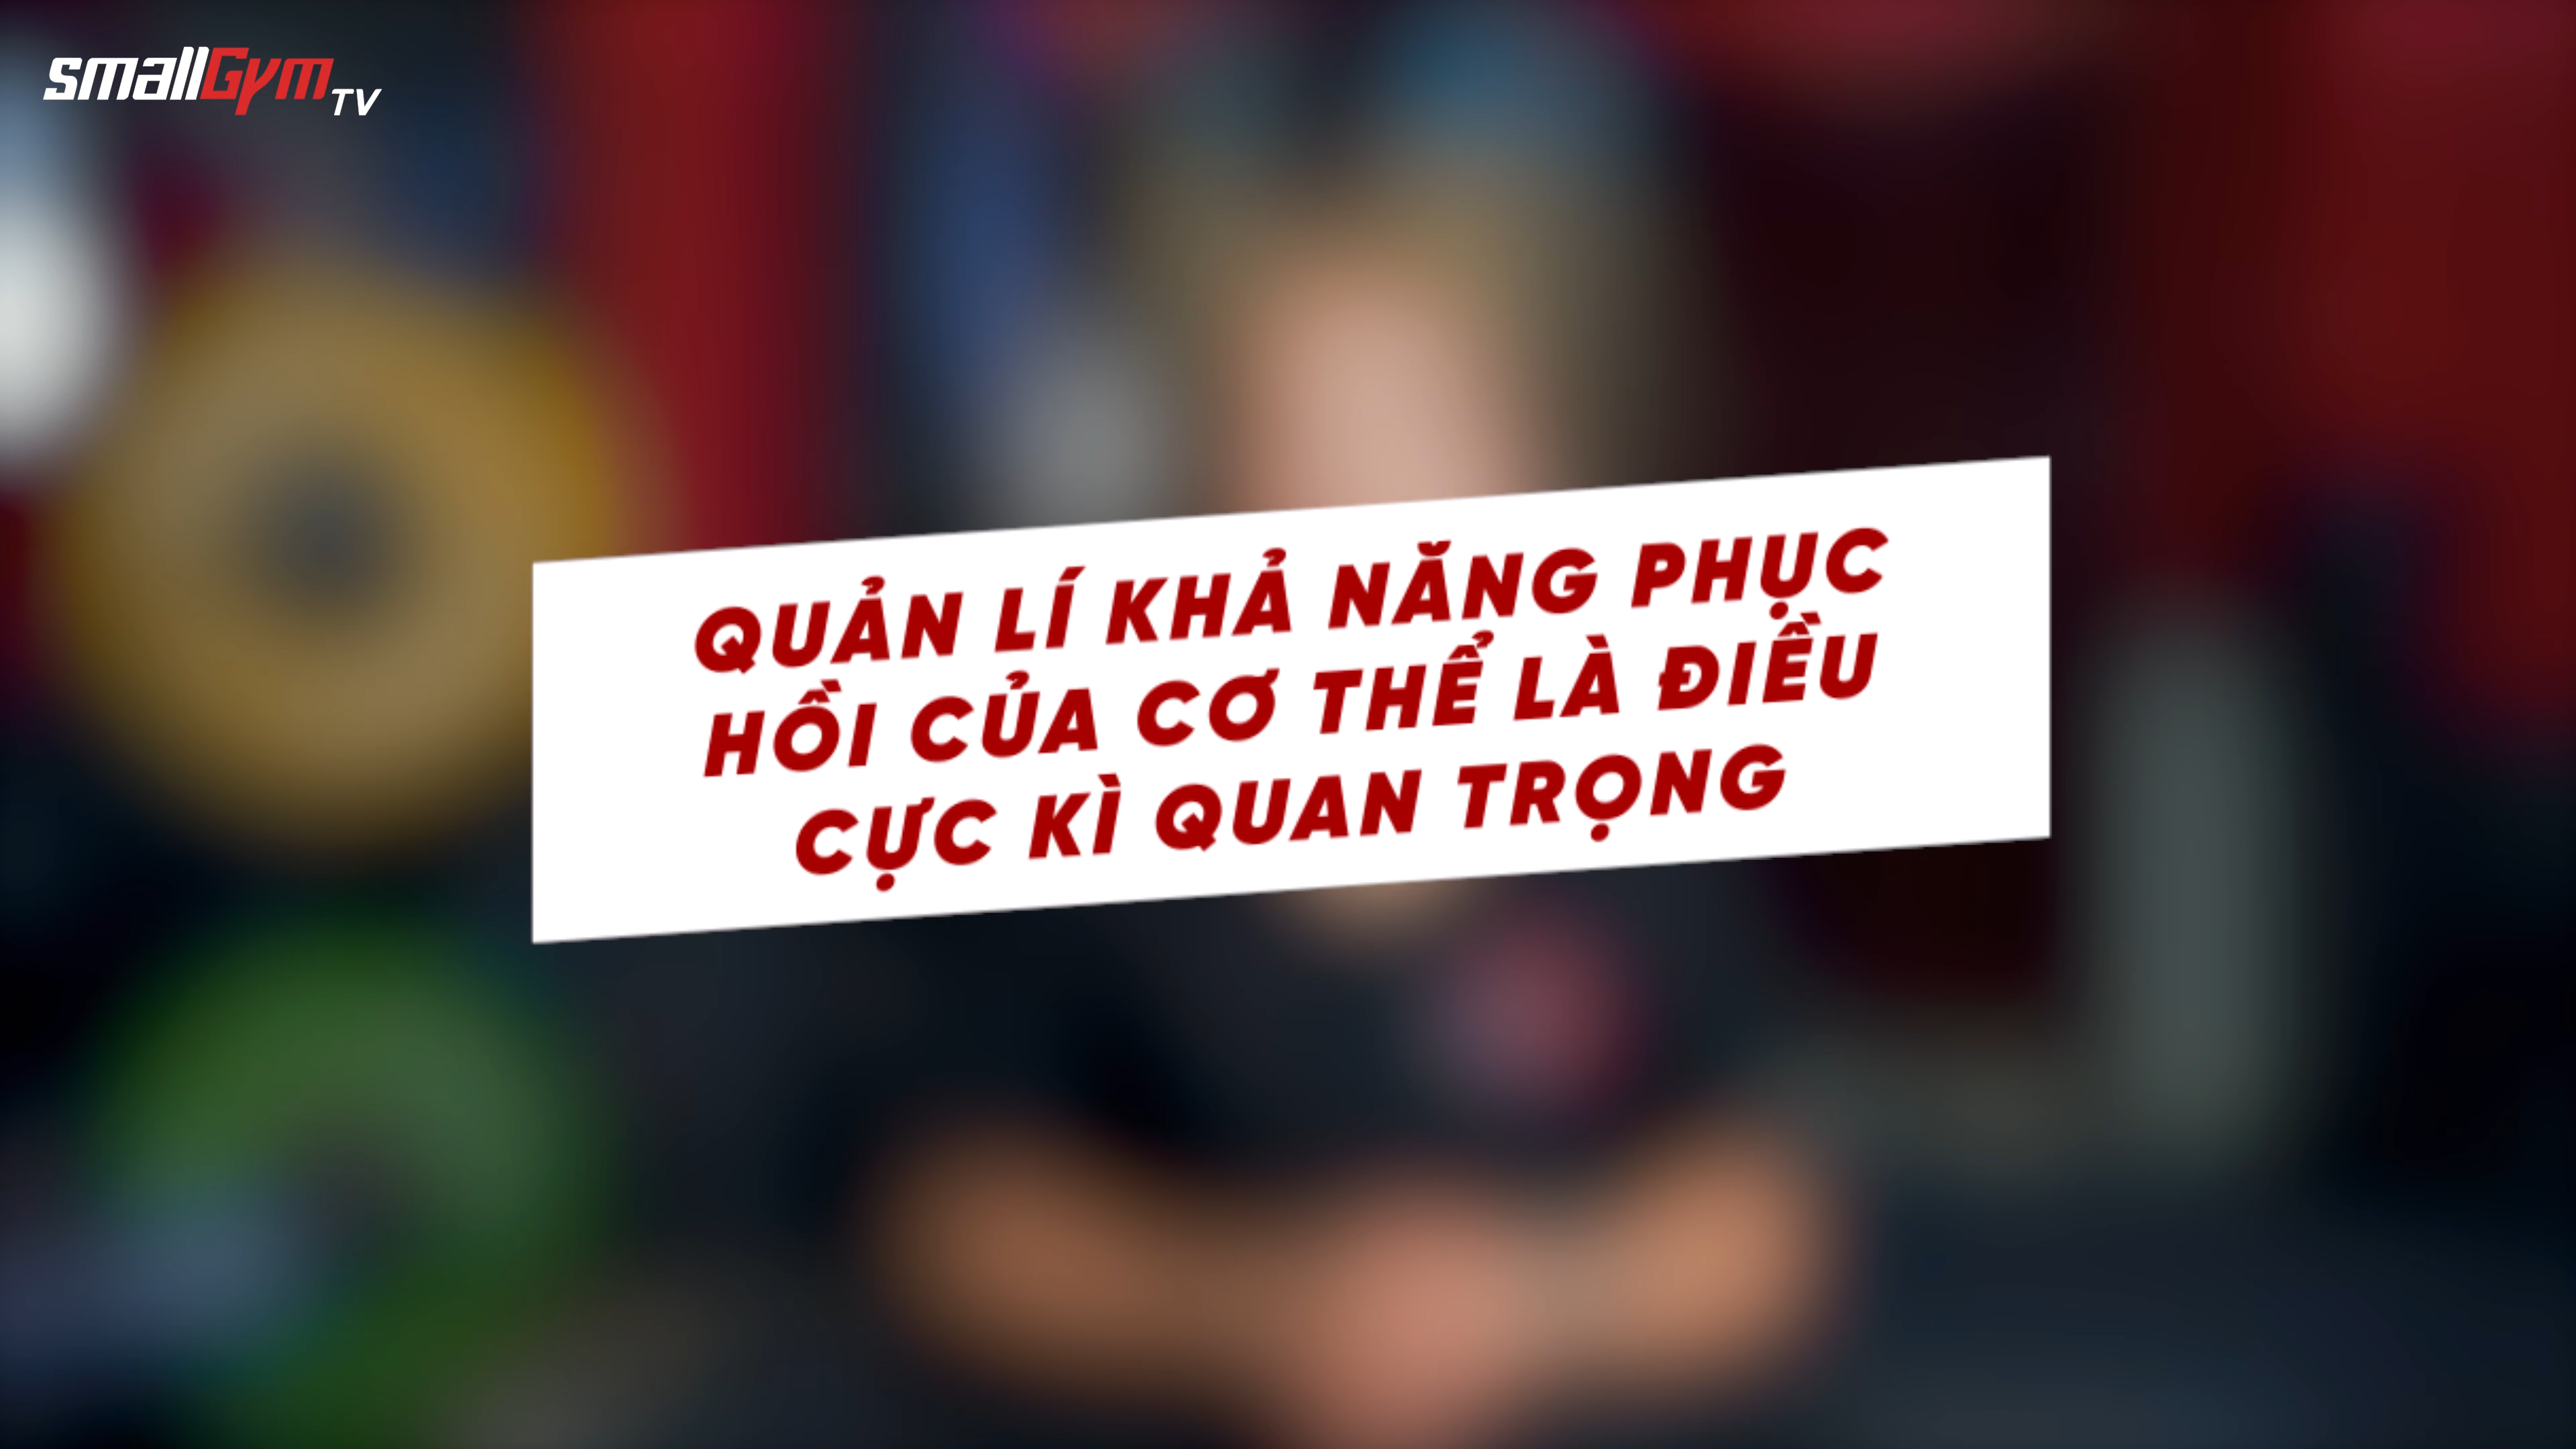 smallGym TV
QUẢN LÍ KHẢ NĂNG PHỤC
HỒI CỦA CƠ THỂ LÀ ĐIỀU
CỰC KÌ QUAN TRỌNG